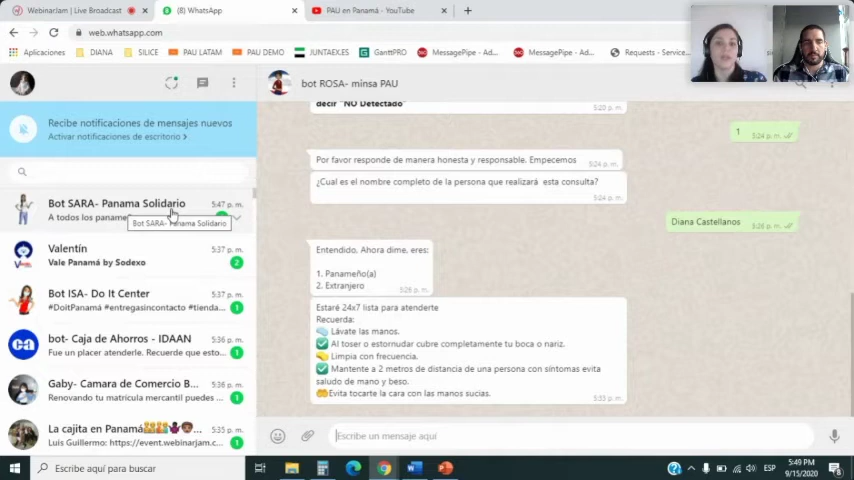 Webinarjam | Live Broadcast
(8) WhatsApp
PAU en Panamá - YouTube
web.whatsapp.com
Aplicaciones
DIANA
SILICE
PAU LATAM
PAU DEMO
JUNTAEX.ES
GanttPRO
MessagePipe - Ad...
MessagePipe - Ad...
Requests - Service...
bot ROSA- minsa PAU
Recibe notificaciones de mensajes nuevos
Activar notificaciones de escritorio >
Bot SARA- Panama Solidario
5:47 p. m.
A todos los paname
Bot SARA- Panama Solidario
Valentín
5:37 p. m.
Vale Panamá by Sodexo
2
Bot ISA- Do It Center
5:37 p. m.
#DoitPanamá #entregasincontacto #tienda...
1
bot- Caja de Ahorros - IDAAN
5:36 p. m.
Fue un placer atenderle. Recuerde que esto...
1
Gaby- Camara de Comercio B...
5:36 p. m.
Renovando tu matrícula mercantil puedes...
1
La cajita en Panamá
5:35 p. m.
Luis Guillermo: https://event.webinarjam.c...
1
decir "NO Detectado"
5:20 p. m.
1
5:24 p. m.
Por favor responde de manera honesta y responsable. Empecemos
5:24 p. m.
¿Cual es el nombre completo de la persona que realizará esta consulta?
5:24 p. m.
Diana Castellanos
5:26 p. m.
Entendido, Ahora dime, eres:
1. Panameño(a)
2. Extranjero
5:26 p. m.
Estaré 24x7 lista para atenderte
Recuerda:
Lávate las manos.
Al toser o estornudar cubre completamente tu boca o nariz.
Limpia con frecuencia.
Mantente a 2 metros de distancia de una persona con síntomas evita
saludo de mano y beso.
Evita tocarte la cara con las manos sucias.
5:33 p. m.
Escribe un mensaje aquí
Escribe aquí para buscar
ESP
5:49 PM
9/15/2020